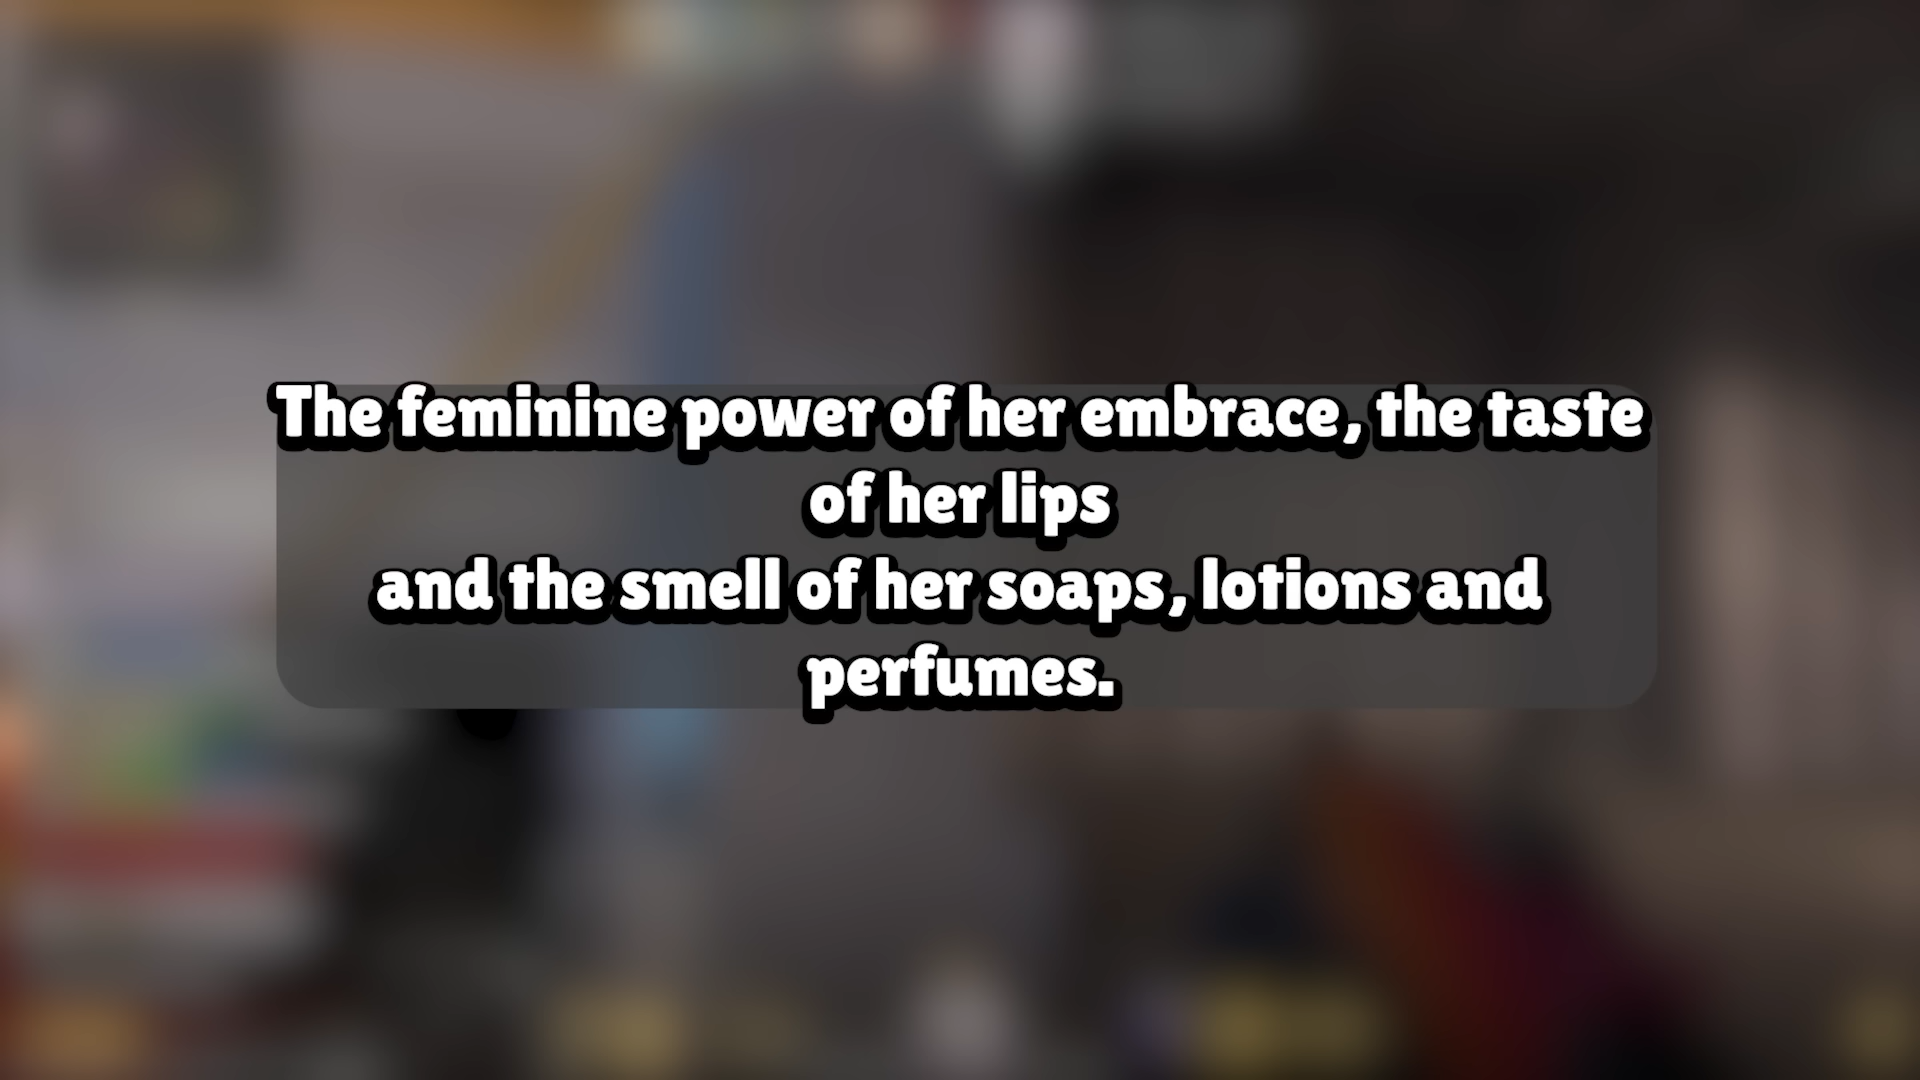 The feminine power of her embrace, the taste
of her lips
and the smell of her soaps, lotions and
perfumes.